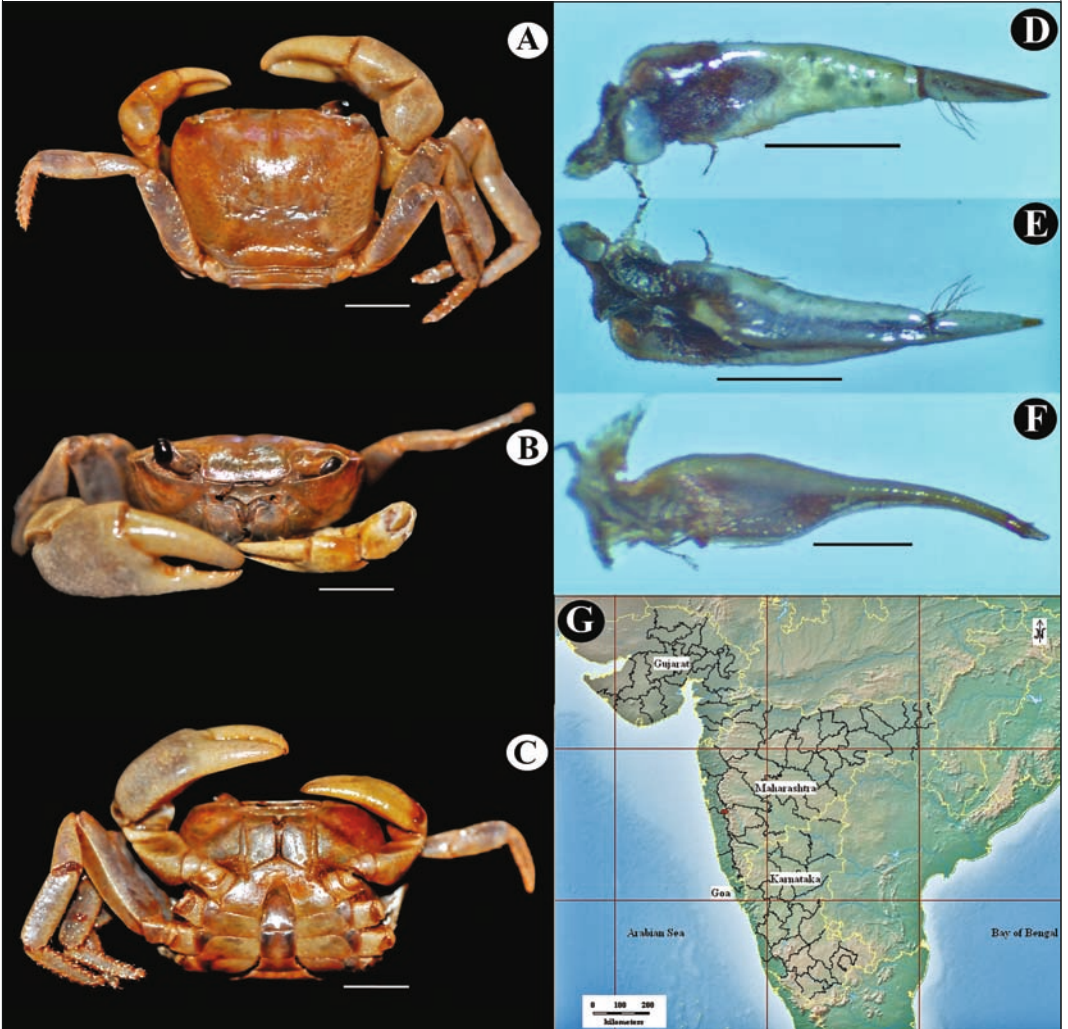 A
B
C
D
E
F
G
N
Gujarat
Maharashtra
Karnataka
Goa
Arabian Sea
Bay of Bengal
0 100 200
kilometers